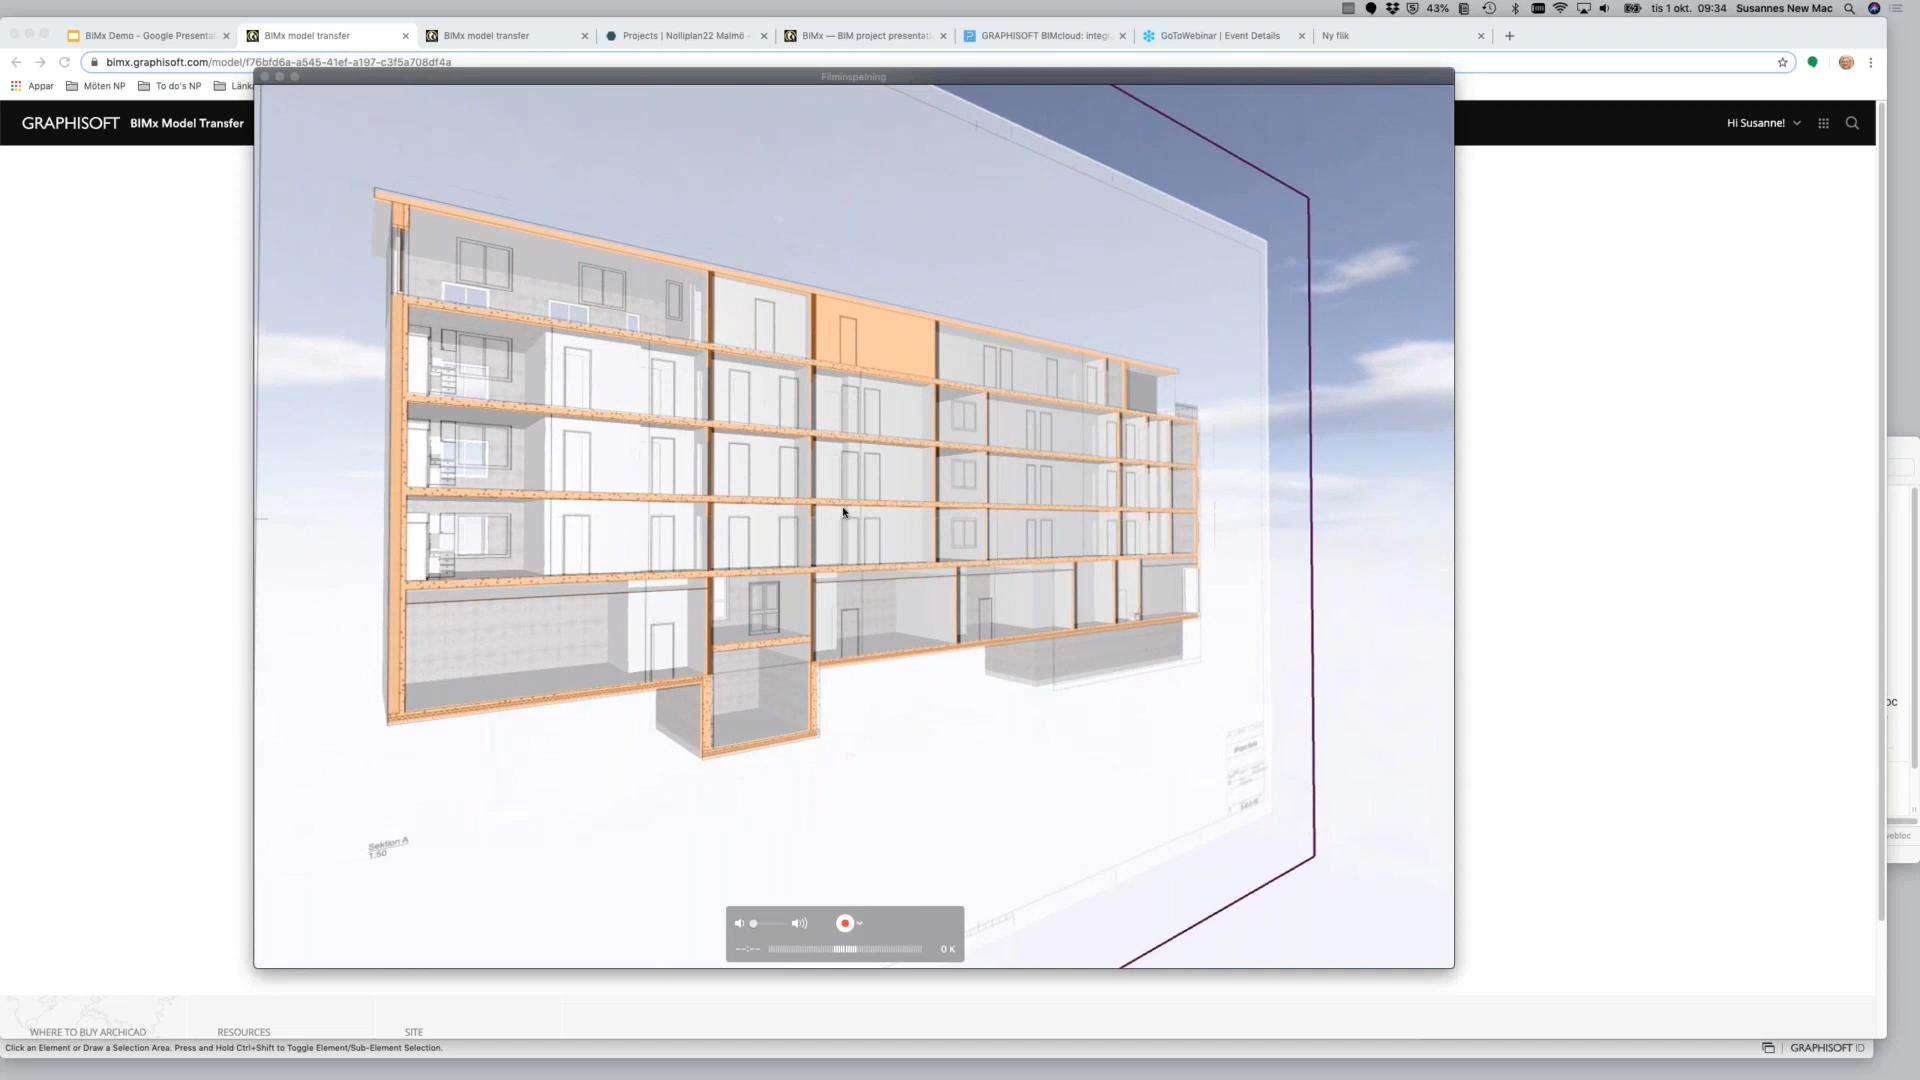 43%
tis 1 okt. 09:34
Susannes New Mac
BIMx Demo - Google Presenta
BIMx model transfer
BIMx model transfer
Projects | Nolliplan22 Malmö -
BIMx — BIM project presentat
GRAPHISOFT BIMcloud: integr
GoToWebinar | Event Details
Ny flik
bimx.graphisoft.com/model/f76bfd6a-a545-41ef-a197-c3f5a708df4a
Filminspelning
Appar
Möten NP
To do's NP
Länka
GRAPHISOFT
BIMx Model Transfer
Hi Susanne!
Sektion A
1:50
--:--
0 K
WHERE TO BUY ARCHICAD
RESOURCES
SITE
Click an Element or Draw a Selection Area. Press and Hold Ctrl+Shift to Toggle Element/Sub-Element Selection.
GRAPHISOFT ID